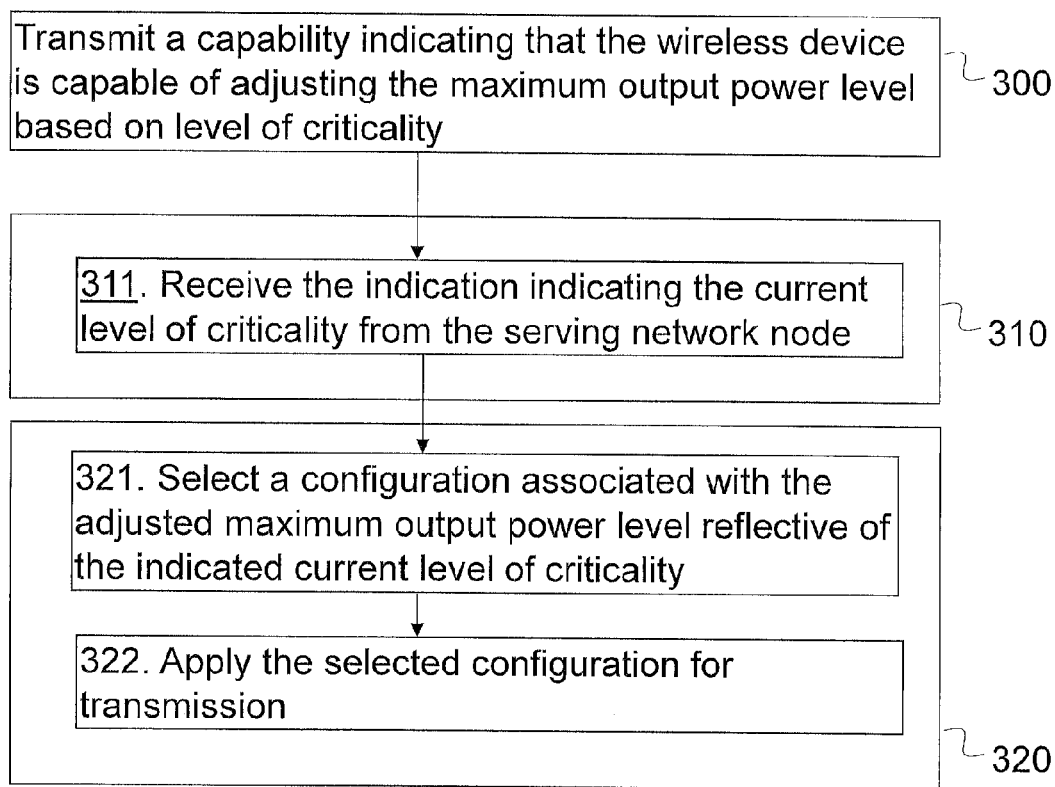 Transmit a capability indicating that the wireless device
is capable of adjusting the maximum output power level
based on level of criticality
300
311. Receive the indication indicating the current
level of criticality from the serving network node
310
321. Select a configuration associated with the
adjusted maximum output power level reflective of
the indicated current level of criticality
322. Apply the selected configuration for
transmission
320